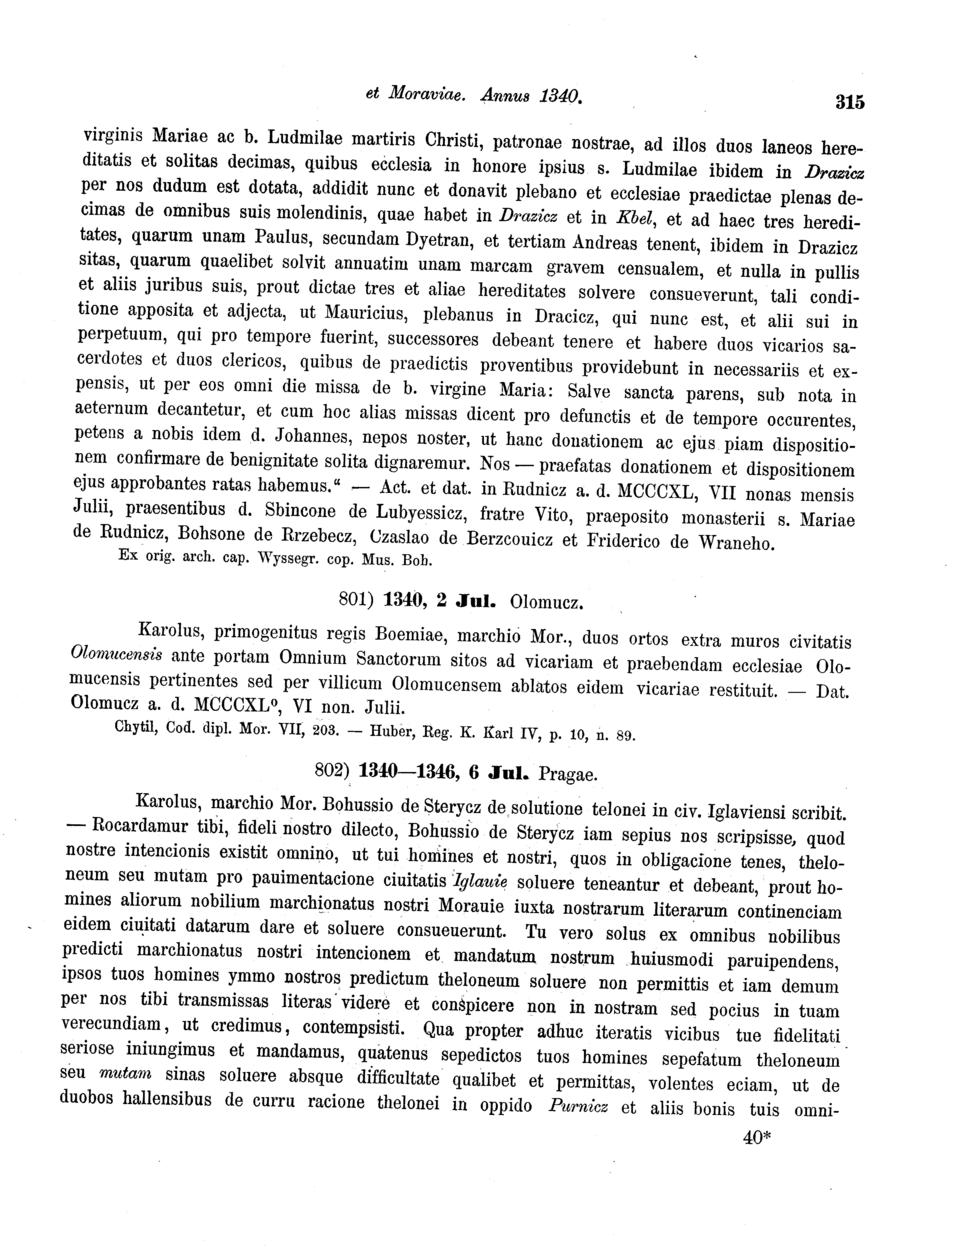 et Moraviae. Annus 1340.
315
virginis Mariae ac b. Ludmilae martiris Christi, patronae nostrae, ad illos duos laneos here-
ditatis et solitas decimas, quibus ecclesia in honore ipsius s. Ludmilae ibidem in Drazicz
per nos dudum est dotata, addidit nunc et donavit plebano et ecclesiae praedictae plenas de-
cimas de omnibus suis molendinis, quae habet in Drazicz et in Kbel, et ad haec tres heredi-
tates, quarum unam Paulus, secundam Dyetran, et tertiam Andreas tenent, ibidem in Drazicz
sitas, quarum quaelibet solvit annuatim unam marcam gravem censualem, et nulla in pullis
et aliis juribus suis, prout dictae tres et aliae hereditates solvere consueverunt, tali condi-
tione apposita et adjecta, ut Mauricius, plebanus in Dracicz, qui nunc est, et alii sui in
perpetuum, qui pro tempore fuerint, successores debeant tenere et habere duos vicarios sa-
cerdotes et duos clericos, quibus de praedictis proventibus providebunt in necessariis et ex-
pensis, ut per eos omni die missa de b. virgine Maria: Salve sancta parens, sub nota in
aeternum decantetur, et cum hoc alias missas dicent pro defunctis et de tempore occurentes,
petens a nobis idem d. Johannes, nepos noster, ut hanc donationem ac ejus piam dispositio-
nem confirmare de benignitate solita dignaremur. Nos — praefatas donationem et dispositionem
ejus approbantes ratas habemus.“ — Act. et dat. in Rudnicz a. d. MCCCXL, VII nonas mensis
Julii, praesentibus d. Sbincone de Lubyessicz, fratre Vito, praeposito monasterii s. Mariae
de Rudnicz, Bohsone de Rrzebecz, Czaslao de Berzcouicz et Friderico de Wraneho.
Ex orig. arch. cap. Wyssegr. cop. Mus. Boh.
801) 1340, 2 Jul. Olomucz.
Karolus, primogenitus regis Boemiae, marchio Mor., duos ortos extra muros civitatis
Olomucensis ante portam Omnium Sanctorum sitos ad vicariam et praebendam ecclesiae Olo-
mucensis pertinentes sed per villicum Olomucensem ablatos eidem vicariae restituit. — Dat.
Olomucz a. d. MCCCXLº, VI non. Julii.
Chytil, Cod. dipl. Mor. VII, 203. — Huber, Reg. K. Karl IV, p. 10, n. 89.
802) 1340—1346, 6 Jul. Pragae.
Karolus, marchio Mor. Bohussio de Sterycz de solutione telonei in civ. Iglaviensi scribit.
— Rocardamur tibi, fideli nostro dilecto, Bohussio de Sterycz iam sepius nos scripsisse, quod
nostre intencionis existit omnino, ut tui homines et nostri, quos in obligacione tenes, thelo-
neum seu mutam pro pauimentacione ciuitatis Iglauie soluere teneantur et debeant, prout ho-
mines aliorum nobilium marchionatus nostri Morauie iuxta nostrarum literarum continenciam
eidem ciuitati datarum dare et soluere consueuerunt. Tu vero solus ex omnibus nobilibus
predicti marchionatus nostri intencionem et mandatum nostrum huiusmodi paruipendens,
ipsos tuos homines ymmo nostros predictum theloneum soluere non permittis et iam demum
per nos tibi transmissas literas videre et conspicere non in nostram sed pocius in tuam
verecundiam, ut credimus, contempsisti. Qua propter adhuc iteratis vicibus tue fidelitati
seriose iniungimus et mandamus, quatenus sepedictos tuos homines sepefatum theloneum
seu mutam sinas soluere absque difficultate qualibet et permittas, volentes eciam, ut de
duobos hallensibus de curru racione thelonei in oppido Purnicz et aliis bonis tuis omni-
40*